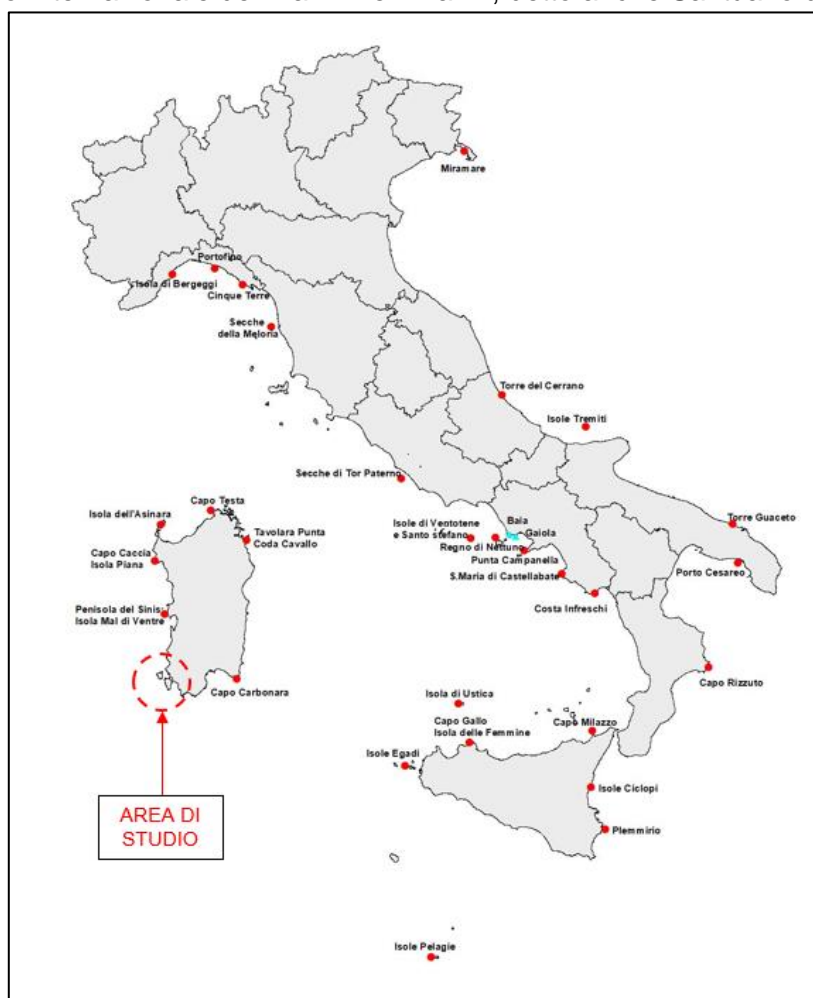 Miramare
Portofino
Isola di Bergeggi
Cinque Terre
Secche
della Meloria
Torre del Cerrano
Isole Tremiti
Secche di Tor Paterno
Capo Testa
Isola dell'Asinara
Isole di Ventotene
e Santo stefano
Baia
Gaiola
Torre Guaceto
Tavolara Punta
Coda Cavallo
Regno di Nettuno
Capo Caccia
Isola Piana
Punta Campanella
Porto Cesareo
S.Maria di Castellabate
Costa Infreschi
Penisola del Sinis:
Isola Mal di Ventre
Capo Rizzuto
Capo Carbonara
Isola di Ustica
Capo Gallo
Isola delle Femmine
Capo Milazzo
Isole Egadi
Isole Ciclopi
AREA DI
STUDIO
Plemmirio
Isole Pelagie